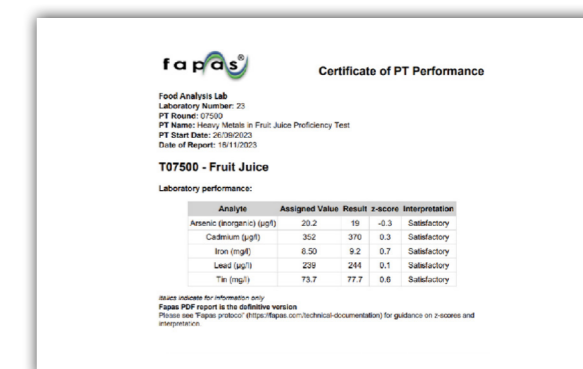 fapas®
Certificate of PT Performance
Food Analysis Lab
Laboratory Number: 23
PT Round: 07500
PT Name: Heavy Metals in Fruit Juice Proficiency Test
PT Start Date: 26/09/2023
Date of Report: 16/11/2023
T07500 - Fruit Juice
Laboratory performance:
Analyte Assigned Value Result z-score Interpretation
Arsenic (inorganic) (µg/l) 20.2 19 -0.3 Satisfactory
Cadmium (µg/l) 352 370 0.3 Satisfactory
Iron (mg/l) 8.50 9.2 0.7 Satisfactory
Lead (µg/l) 239 244 0.1 Satisfactory
Tin (mg/l) 73.7 77.7 0.6 Satisfactory
italics indicate for information only
Fapas PDF report is the definitive version
Please see 'Fapas protocol' (https://fapas.com/technical-documentation) for guidance on z-scores and
interpretation.